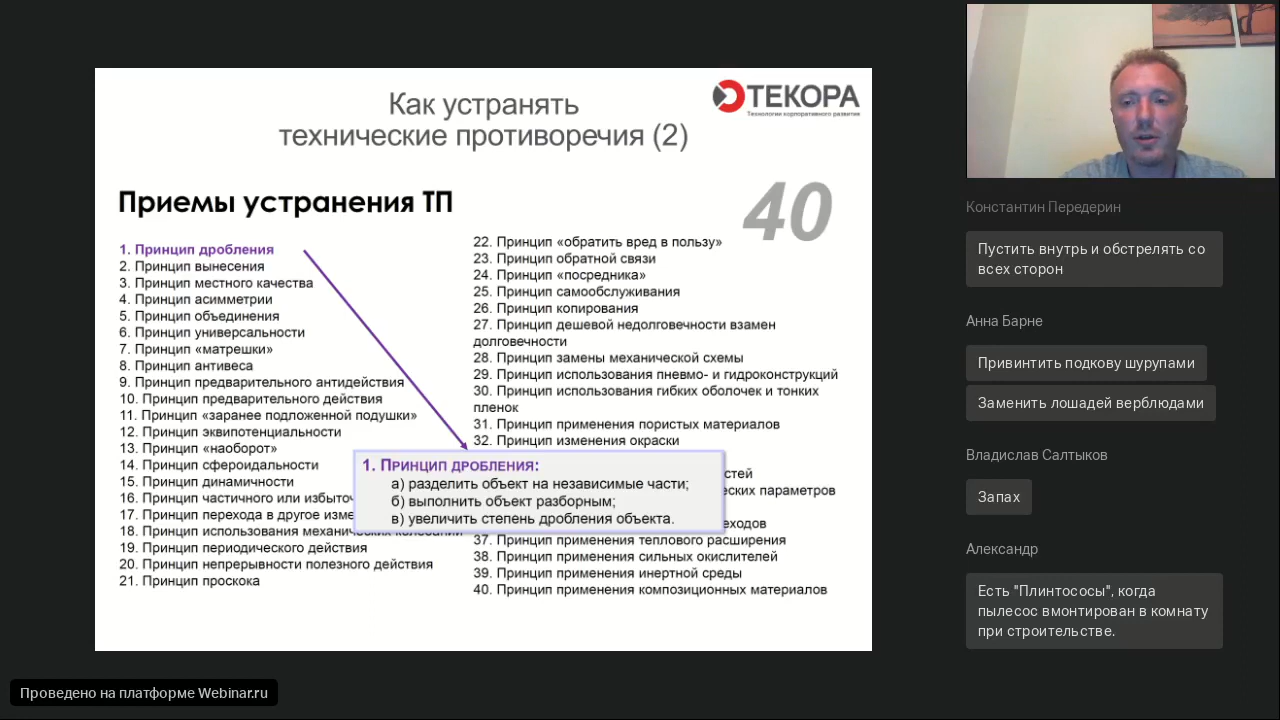 Как устранять
технические противоречия (2)
ТЕКОРА
Технологии корпоративного развития
Приемы устранения ТП
40
1. Принцип дробления
2. Принцип вынесения
3. Принцип местного качества
4. Принцип асимметрии
5. Принцип объединения
6. Принцип универсальности
7. Принцип «матрешки»
8. Принцип антивеса
9. Принцип предварительного антидействия
10. Принцип предварительного действия
11. Принцип «заранее подложенной подушки»
12. Принцип эквипотенциальности
13. Принцип «наоборот»
14. Принцип сфероидальности
15. Принцип динамичности
16. Принцип частичного или
17. Принцип перехода в другое
18. Принцип использования механических колебаний
19. Принцип периодического действия
20. Принцип непрерывности полезного действия
21. Принцип проскока
22. Принцип «обратить вред в пользу»
23. Принцип обратной связи
24. Принцип «посредника»
25. Принцип самообслуживания
26. Принцип копирования
27. Принцип дешевой недолговечности взамен
долговечности
28. Принцип замены механической схемы
29. Принцип использования пневмо- и гидроконструкций
30. Принцип использования гибких оболочек и тонких
пленок
31. Принцип применения пористых материалов
32. Принцип изменения окраски
параметров
37. Принцип применения теплового расширения
38. Принцип применения сильных окислителей
39. Принцип применения инертной среды
40. Принцип применения композиционных материалов
1. Принцип дробления:
а) разделить объект на независимые части;
б) выполнить объект разборным;
в) увеличить степень дробления объекта.
Константин Передерин
Пустить внутрь и обстрелять со
всех сторон
Анна Барне
Привинтить подкову шурупами
Заменить лошадей верблюдами
Владислав Салтыков
Запах
Александр
Есть "Плинтососы", когда
пылесос вмонтирован в комнату
при строительстве.
Проведено на платформе Webinar.ru